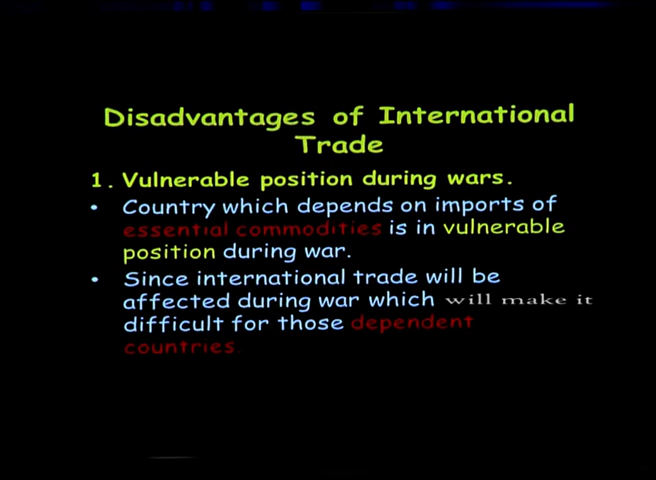 Disadvantages of International
Trade
1. Vulnerable position during wars.
• Country which depends on imports of
essential commodities is in vulnerable
position during war.
• Since international trade will be
affected during war which will make it
difficult for those dependent
countries.